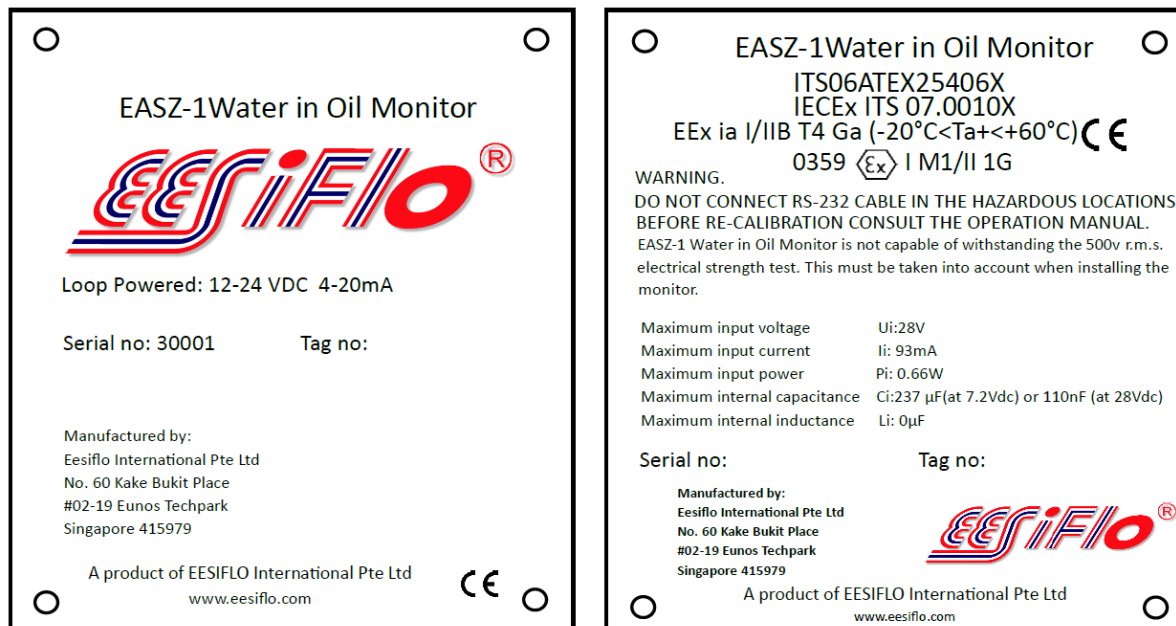 EASZ-1Water in Oil Monitor
EESiFlo®
Loop Powered: 12-24 VDC 4-20mA
Serial no: 30001 Tag no:
Manufactured by:
Eesiflo International Pte Ltd
No. 60 Kake Bukit Place
#02-19 Eunos Techpark
Singapore 415979
A product of EESIFLO International Pte Ltd
CE
www.eesiflo.com
EASZ-1Water in Oil Monitor
ITS06ATEX25406X
IECEx ITS 07.0010X
EEx ia I/IIB T4 Ga (-20°C<Ta+<+60°C) CE
0359 Ex I M1/II 1G
WARNING.
DO NOT CONNECT RS-232 CABLE IN THE HAZARDOUS LOCATIONS
BEFORE RE-CALIBRATION CONSULT THE OPERATION MANUAL.
EASZ-1 Water in Oil Monitor is not capable of withstanding the 500v r.m.s.
electrical strength test. This must be taken into account when installing the
monitor.
Maximum input voltage Ui:28V
Maximum input current Ii: 93mA
Maximum input power Pi: 0.66W
Maximum internal capacitance Ci:237 µF(at 7.2Vdc) or 110nF (at 28Vdc)
Maximum internal inductance Li: 0µF
Serial no: Tag no:
Manufactured by:
Eesiflo International Pte Ltd
No. 60 Kake Bukit Place
#02-19 Eunos Techpark
Singapore 415979
EESiFlo®
A product of EESIFLO International Pte Ltd
www.eesiflo.com